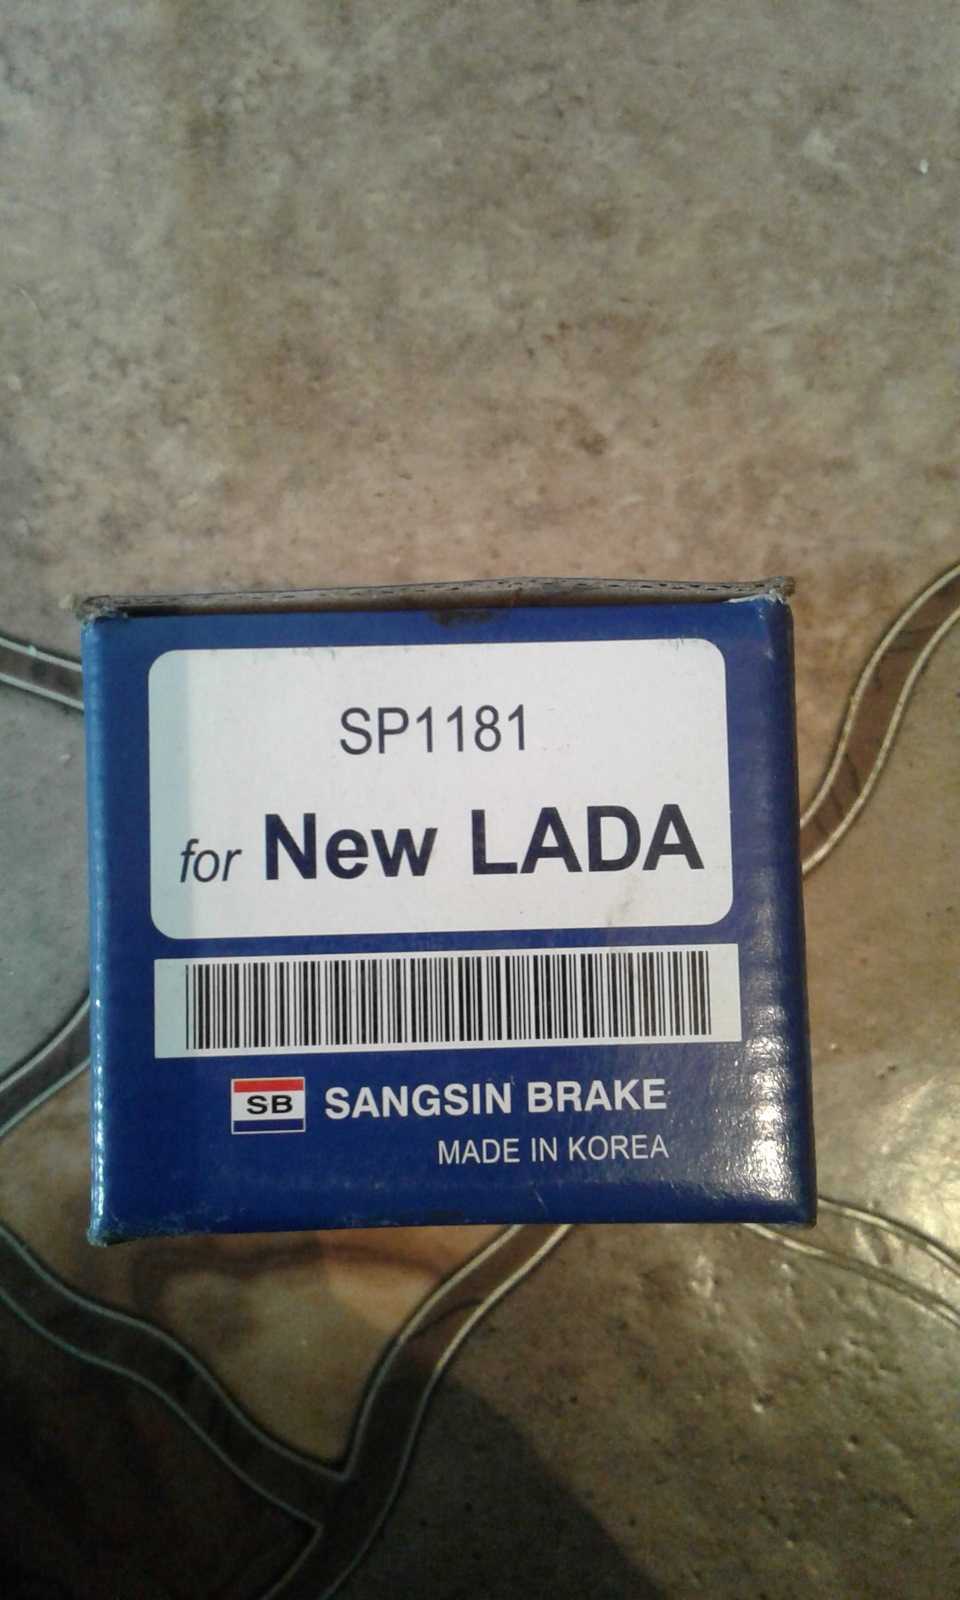 SP1181
for New LADA
SB SANGSIN BRAKE
MADE IN KOREA